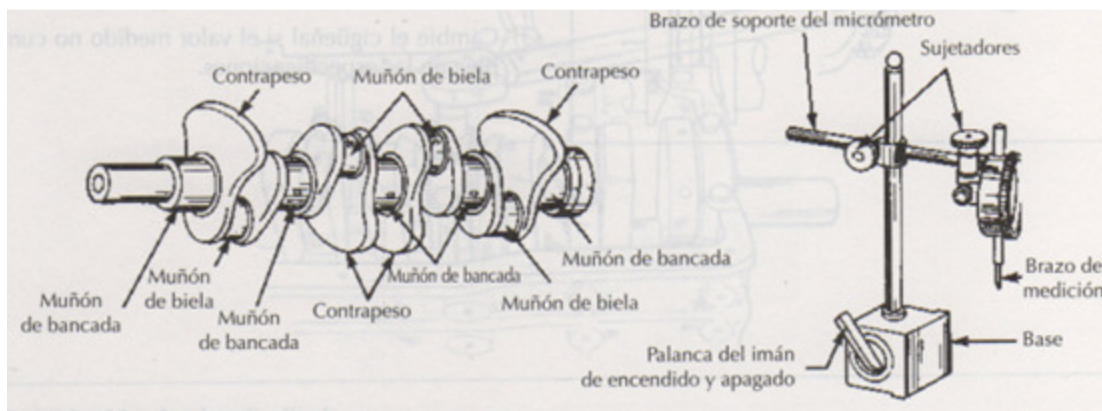 Contrapeso
Muñón de biela
Contrapeso
Muñón
de bancada
Muñón
de biela
Muñón
de bancada
Contrapeso
Muñón de bancada
Muñón de biela
Muñón de bancada
Brazo de soporte del micrómetro
Sujetadores
Brazo de
medición
Base
Palanca del imán
de encendido y apagado